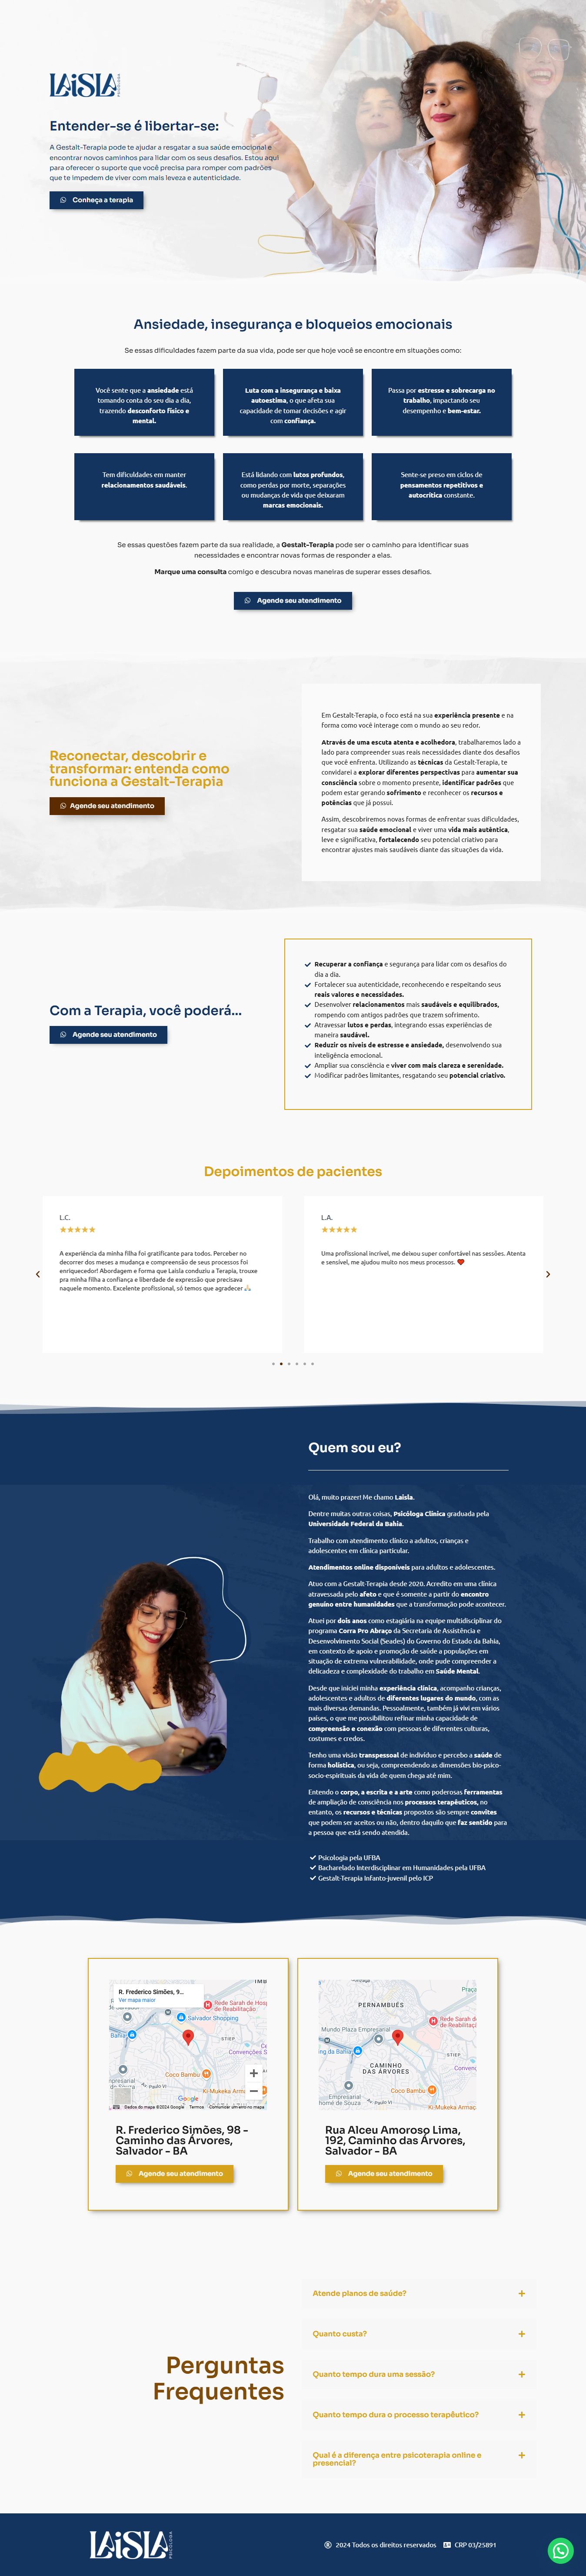 LAiSLA
PSICÓLOGA
Entender-se é libertar-se:
A Gestalt-Terapia pode te ajudar a resgatar a sua saúde emocional e
encontrar novos caminhos para lidar com os seus desafios. Estou aqui
para oferecer o suporte que você precisa para romper com padrões
que te impedem de viver com mais leveza e autenticidade.
Conheça a terapia
Ansiedade, insegurança e bloqueios emocionais
Se essas dificuldades fazem parte da sua vida, pode ser que hoje você se encontre em situações como:
Você sente que a ansiedade está
tomando conta do seu dia a dia,
trazendo desconforto físico e
mental.
Luta com a insegurança e baixa
autoestima, o que afeta sua
capacidade de tomar decisões e agir
com confiança.
Passa por estresse e sobrecarga no
trabalho, impactando seu
desempenho e bem-estar.
Tem dificuldades em manter
relacionamentos saudáveis.
Está lidando com lutos profundos,
como perdas por morte, separações
ou mudanças de vida que deixaram
marcas emocionais.
Sente-se preso em ciclos de
pensamentos repetitivos e
autocrítica constante.
Se essas questões fazem parte da sua realidade, a Gestalt-Terapia pode ser o caminho para identificar suas
necessidades e encontrar novas formas de responder a elas.
Marque uma consulta comigo e descubra novas maneiras de superar esses desafios.
Agende seu atendimento
Reconectar, descobrir e
transformar: entenda como
funciona a Gestalt-Terapia
Agende seu atendimento
Em Gestalt-Terapia, o foco está na sua experiência presente e na
forma como você interage com o mundo ao seu redor.
Através de uma escuta atenta e acolhedora, trabalharemos lado a
lado para compreender suas reais necessidades diante dos desafios
que você enfrenta. Utilizando as técnicas da Gestalt-Terapia, te
convidarei a explorar diferentes perspectivas para aumentar sua
consciência sobre o momento presente, identificar padrões que
podem estar gerando sofrimento e reconhecer os recursos e
potências que já possui.
Assim, descobriremos novas formas de enfrentar suas dificuldades,
resgatar sua saúde emocional e viver uma vida mais autêntica,
leve e significativa, fortalecendo seu potencial criativo para
encontrar ajustes mais saudáveis diante das situações da vida.
Com a Terapia, você poderá...
Agende seu atendimento
Recuperar a confiança e segurança para lidar com os desafios do
dia a dia.
Fortalecer sua autenticidade, reconhecendo e respeitando seus
reais valores e necessidades.
Desenvolver relacionamentos mais saudáveis e equilibrados,
rompendo com antigos padrões que te trazem sofrimento.
Atravessar lutos e perdas, integrando essas experiências de
maneira saudável.
Reduzir os níveis de estresse e ansiedade, desenvolvendo sua
inteligência emocional.
Ampliar sua consciência e viver com mais clareza e serenidade.
Modificar padrões limitantes, resgatando seu potencial criativo.
Depoimentos de pacientes
L.C.
A experiência da minha filha foi gratificante para todos. Perceber no
decorrer dos meses a mudança e compreensão de seus processos foi
enriquecedor! Abordagem e forma que Laísla conduziu a Terapia, trouxe
pra minha filha a confiança e liberdade de expressão que precisava
naquele momento. Excelente profissional, só temos que agradecer 🙏🏻
L.A.
Uma profissional incrível, me deixou super confortável nas sessões. Atenta
e sensível, me ajudou muito nos meus processos. ❤️
Quem sou eu?
Olá, muito prazer! Me chamo Laísla.
Dentre muitas outras coisas, Psicóloga Clínica graduada pela
Universidade Federal da Bahia.
Trabalho com atendimento clínico a adultos, crianças e
adolescentes em clínica particular.
Atendimentos online disponíveis para adultos e adolescentes.
Atuo com a Gestalt-Terapia desde 2020. Acredito em uma clínica
atravessada pelo afeto e que é somente a partir do encontro
genuíno entre humanidades que a transformação pode acontecer.
Atuei por dois anos como estagiária na equipe multidisciplinar do
programa Corra Pro Abraço da Secretaria de Assistência e
Desenvolvimento Social (Seades) do Governo do Estado da Bahia,
em contexto de apoio e promoção de saúde a populações em
situação de extrema vulnerabilidade, onde pude compreender a
delicadeza e complexidade do trabalho em Saúde Mental.
Desde que iniciei minha experiência clínica, acompanho crianças,
adolescentes e adultos de diferentes lugares do mundo, com as
mais diversas demandas. Pessoalmente, também já vivi em vários
países, o que me possibilitou refinar minha capacidade de
compreensão e conexão com pessoas de diferentes culturas,
costumes e credos.
Tenho uma visão transpessoal do indivíduo e percebo a saúde de
forma holística, ou seja, compreendendo as dimensões bio-psico-
socio-espirituais da vida de quem chega até mim.
Entendo o corpo, a escrita e a arte como poderosas ferramentas
de ampliação de consciência nos processos terapêuticos, no
entanto, os recursos e técnicas propostos são sempre convites
que podem ser aceitos ou não, dentro daquilo que faz sentido para
a pessoa que está sendo atendida.
Psicologia pela UFBA
Bacharelado Interdisciplinar em Humanidades pela UFBA
Gestalt-Terapia Infanto-juvenil pelo ICP
R. Frederico Simões, 9...
Ver mapa maior
Rede Sarah de Hosp
de Reabilitação
Salvador Shopping
Bahia
STIEP
Convenções S
Coco Bambu
Empresarial
R. Paulo VI
Ki-Mukeka Armaç
Google
Dados do mapa ©2024 Google
Termos
Comunicar um erro no mapa
R. Frederico Simões, 98 -
Caminho das Árvores,
Salvador - BA
Agende seu atendimento
PERNAMBUÉS
Mundo Plaza Empresarial
Rede Sarah d
de Reabilitaçã
ng da Bahia
STIEP
CAMINHO
DAS ÁRVORES
Conven
Coco Bambu
Empresarial
home de Souza
R. Paulo VI
Ki-Mukeka Armaç
Rua Alceu Amoroso Lima,
192, Caminho das Árvores,
Salvador - BA
Agende seu atendimento
Perguntas
Frequentes
Atende planos de saúde?
Quanto custa?
Quanto tempo dura uma sessão?
Quanto tempo dura o processo terapêutico?
Qual é a diferença entre psicoterapia online e
presencial?
LAiSLA
PSICÓLOGA
2024 Todos os direitos reservados
CRP 03/25891